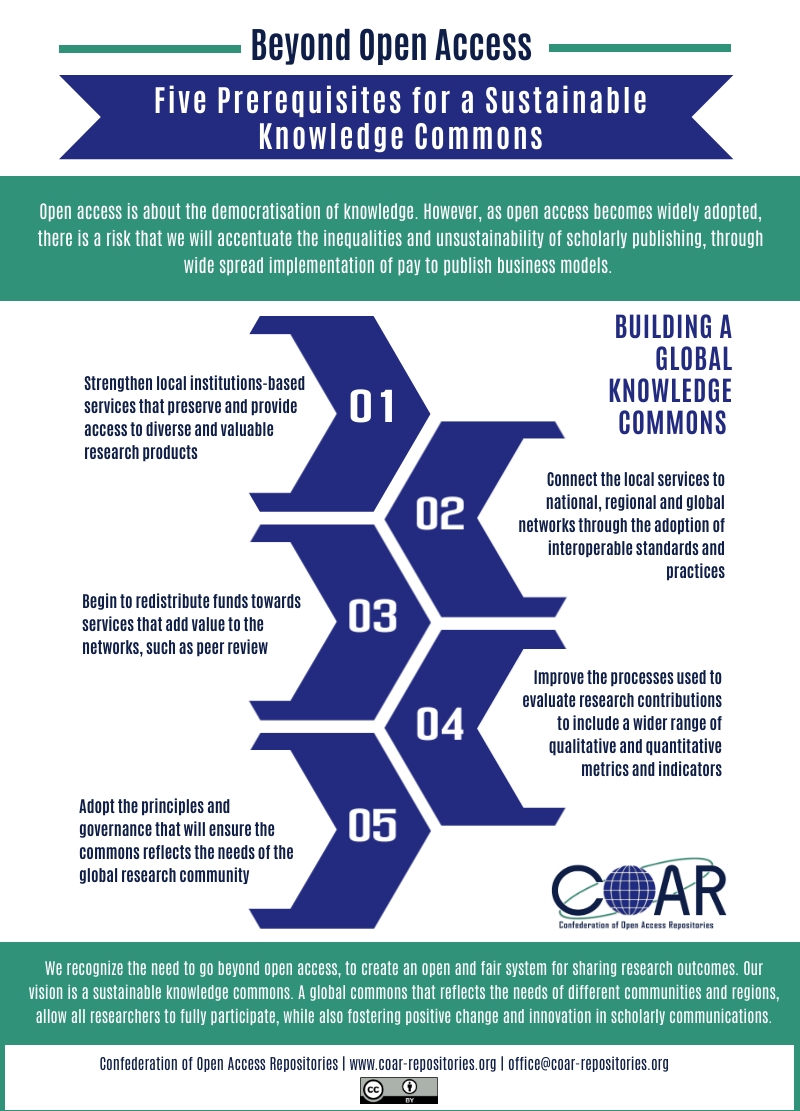 Beyond Open Access
Five Prerequisites for a Sustainable
Knowledge Commons
Open access is about the democratisation of knowledge. However, as open access becomes widely adopted,
there is a risk that we will accentuate the inequalities and unsustainability of scholarly publishing, through
wide spread implementation of pay to publish business models.
BUILDING A
GLOBAL
KNOWLEDGE
COMMONS
Strengthen local institutions-based
services that preserve and provide
access to diverse and valuable
research products
01
02
Connect the local services to
national, regional and global
networks through the adoption of
interoperable standards and
practices
Begin to redistribute funds towards
services that add value to the
networks, such as peer review
03
04
Improve the processes used to
evaluate research contributions
to include a wider range of
qualitative and quantitative
metrics and indicators
Adopt the principles and
governance that will ensure the
commons reflects the needs of the
global research community
05
COAR
Confederation of Open Access Repositories
We recognize the need to go beyond open access, to create an open and fair system for sharing research outcomes. Our
vision is a sustainable knowledge commons. A global commons that reflects the needs of different communities and regions,
allow all researchers to fully participate, while also fostering positive change and innovation in scholarly communications.
Confederation of Open Access Repositories | www.coar-repositories.org | office@coar-repositories.org
cc
BY